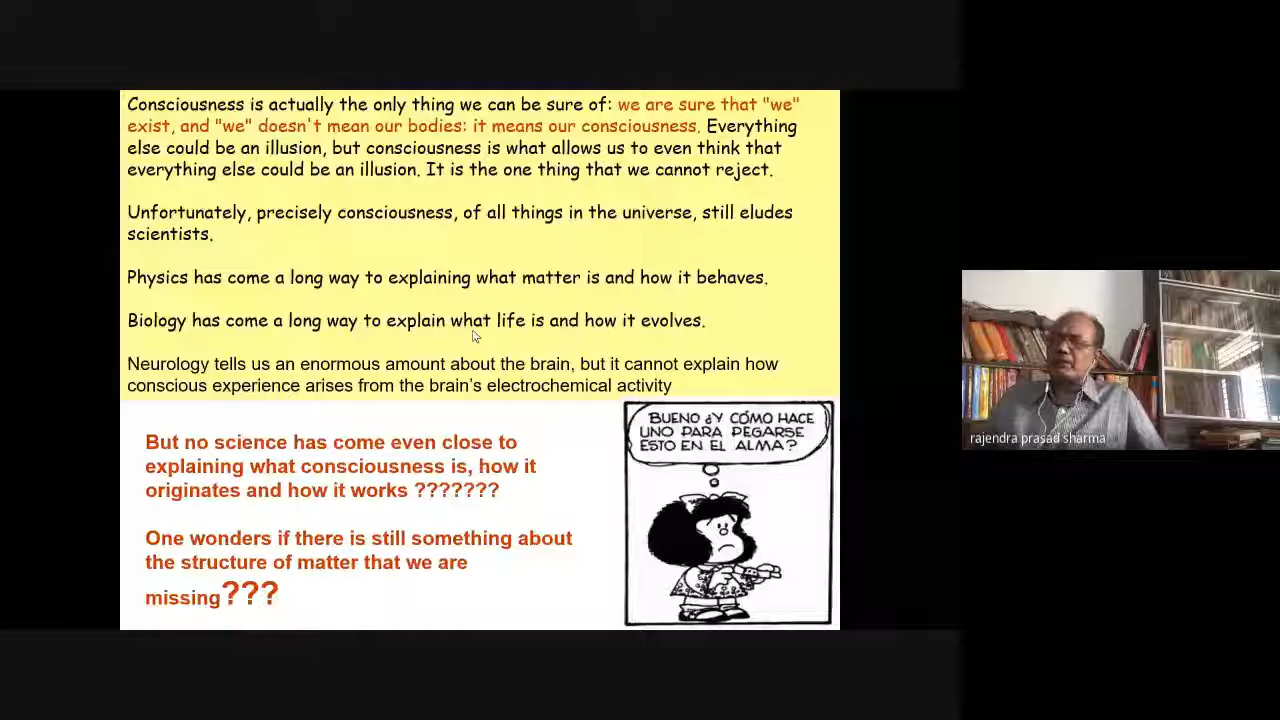 Consciousness is actually the only thing we can be sure of: we are sure that "we"
exist, and "we" doesn't mean our bodies: it means our consciousness. Everything
else could be an illusion, but consciousness is what allows us to even think that
everything else could be an illusion. It is the one thing that we cannot reject.
Unfortunately, precisely consciousness, of all things in the universe, still eludes
scientists.
Physics has come a long way to explaining what matter is and how it behaves.
Biology has come a long way to explain what life is and how it evolves.
Neurology tells us an enormous amount about the brain, but it cannot explain how
conscious experience arises from the brain's electrochemical activity
But no science has come even close to
explaining what consciousness is, how it
originates and how it works ???????
One wonders if there is still something about
the structure of matter that we are
missing???
BUENO ¿Y CÓMO HACE
UNO PARA PEGARSE
ESTO EN EL ALMA?
rajendra prasad sharma